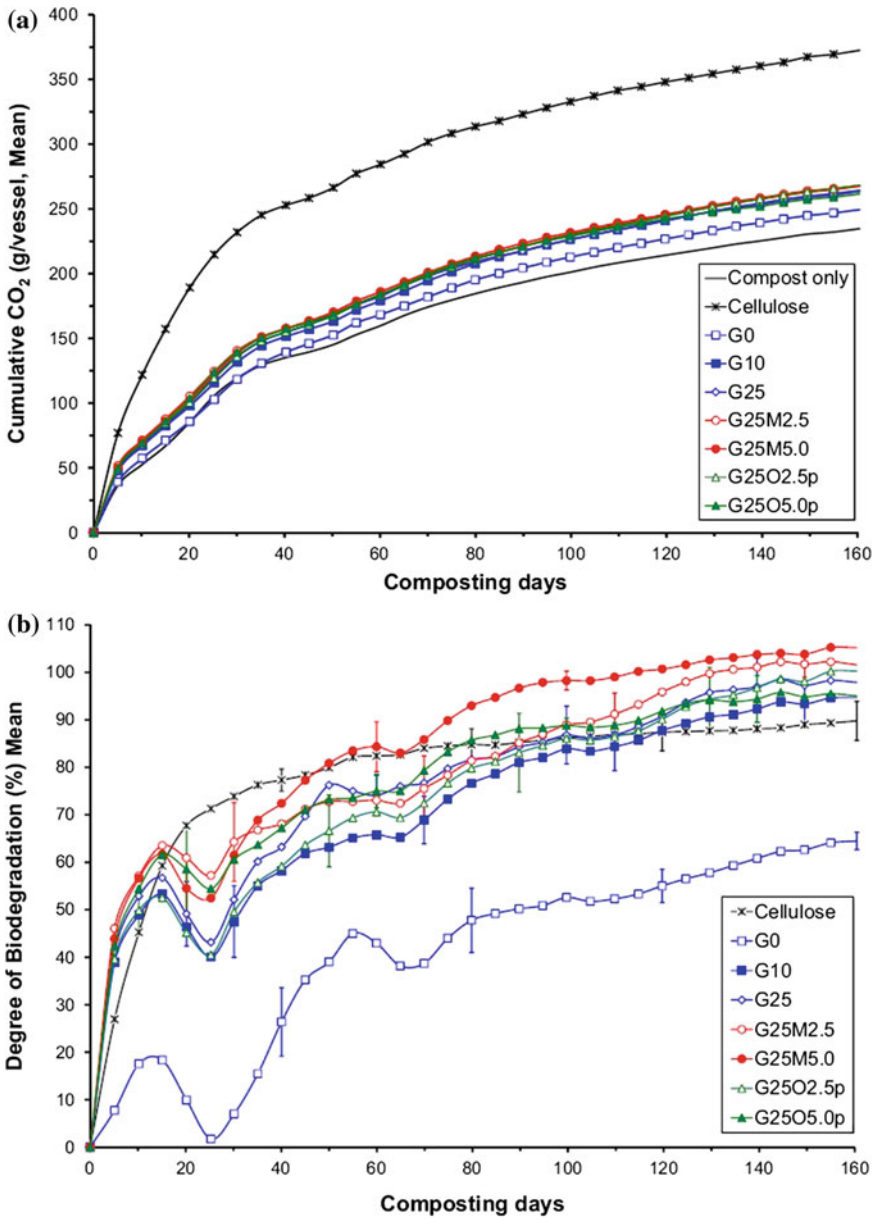 (a)
400
350
300
250
200
150
100
50
0
Cumulative CO2 (g/vessel, Mean)
Compost only
Cellulose
G0
G10
G25
G25M2.5
G25M5.0
G25O2.5p
G25O5.0p
0 20 40 60 80 100 120 140 160
Composting days
(b)
110
100
90
80
70
60
50
40
30
20
10
0
Degree of Biodegradation (%) Mean
Cellulose
G0
G10
G25
G25M2.5
G25M5.0
G25O2.5p
G25O5.0p
0 20 40 60 80 100 120 140 160
Composting days